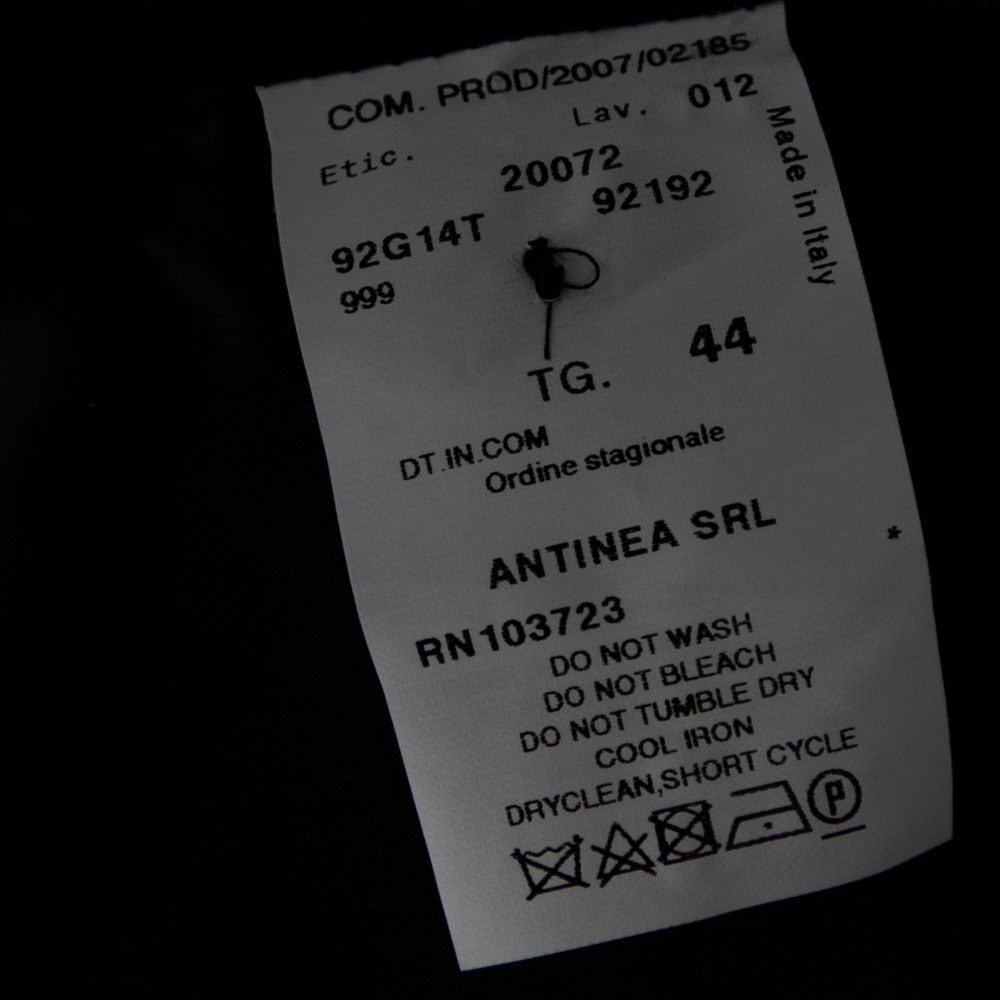 COM. PROD/2007/02185
Etic. Lav. 012
20072
92G14T 92192
999
TG. 44
DT.IN.COM
Ordine stagionale
ANTINEA SRL
*
RN103723
DO NOT WASH
DO NOT BLEACH
DO NOT TUMBLE DRY
COOL IRON
DRYCLEAN,SHORT CYCLE
P
Made in Italy